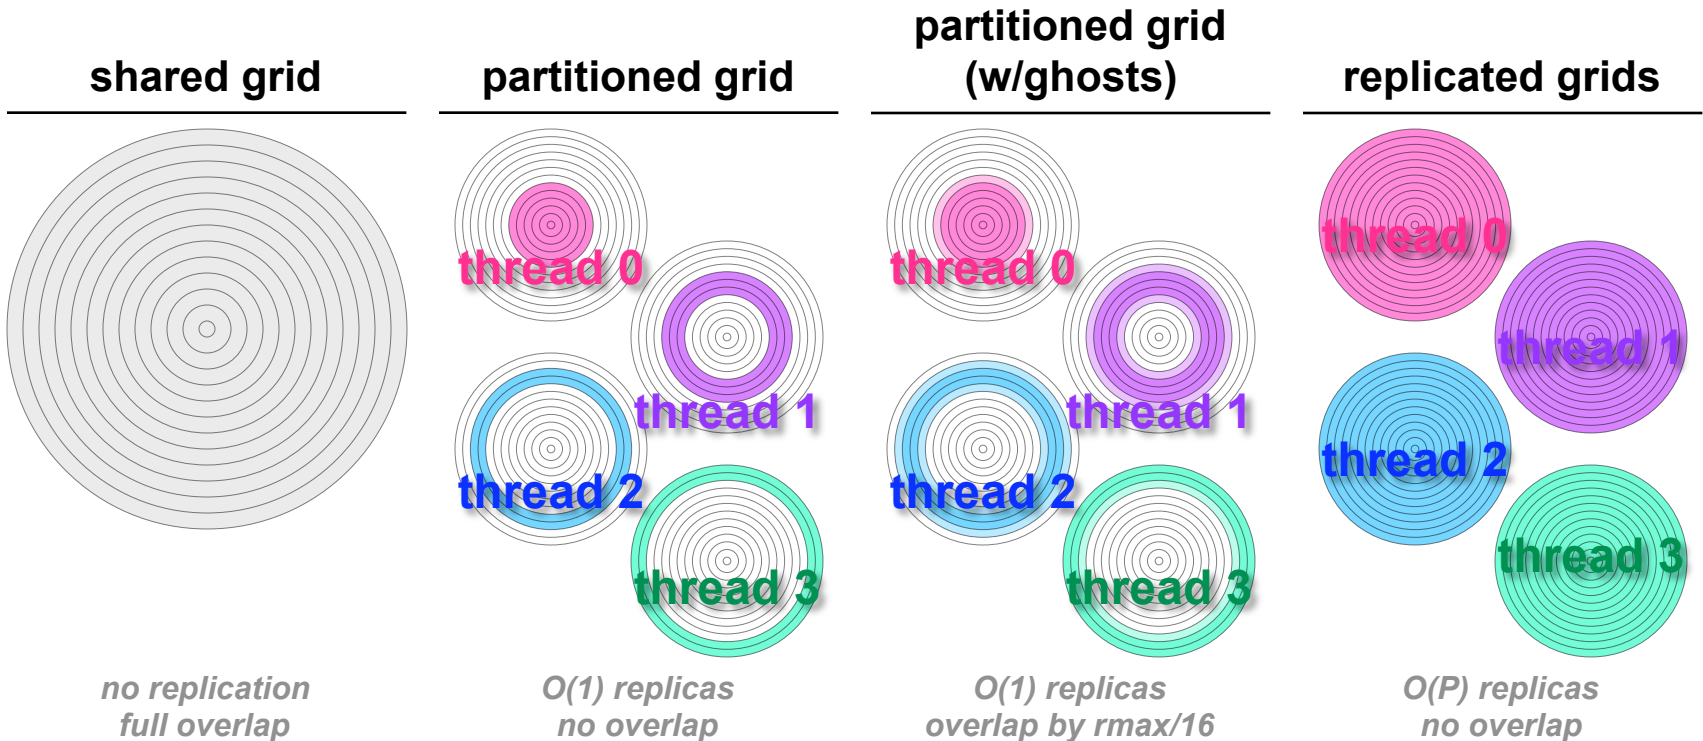 shared grid
no replication
full overlap
partitioned grid
thread 0
thread 1
thread 2
thread 3
O(1) replicas
no overlap
partitioned grid
(w/ghosts)
thread 0
thread 1
thread 2
thread 3
O(1) replicas
overlap by rmax/16
replicated grids
thread 0
thread 1
thread 2
thread 3
O(P) replicas
no overlap